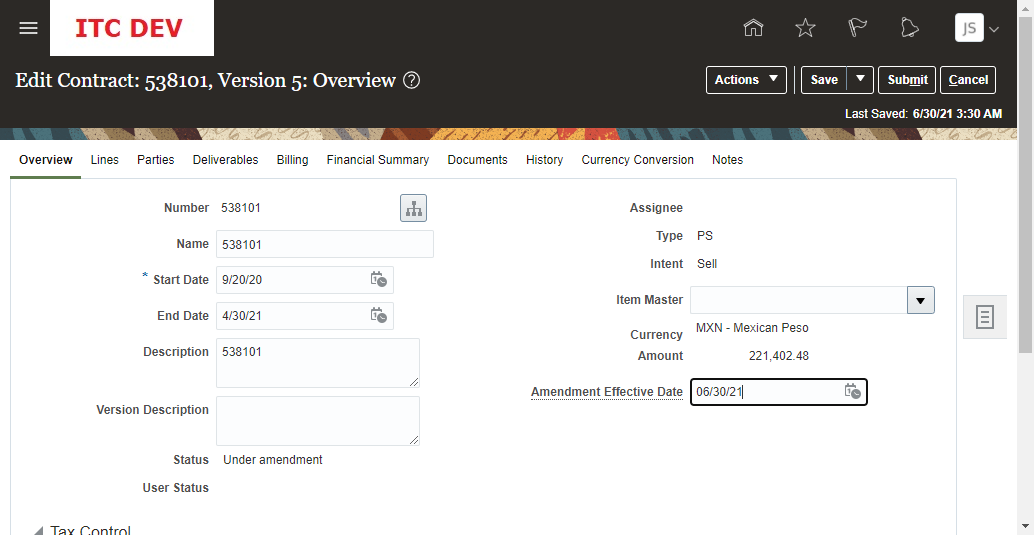 ITC DEV
JS
Edit Contract: 538101, Version 5: Overview ?
Actions Save Submit Cancel
Last Saved: 6/30/21 3:30 AM
Overview Lines Parties Deliverables Billing Financial Summary Documents History Currency Conversion Notes
Number 538101
Name 538101
* Start Date 9/20/20
End Date 4/30/21
Description 538101
Version Description
Status Under amendment
User Status
Assignee
Type PS
Intent Sell
Item Master
Currency MXN - Mexican Peso
Amount 221,402.48
Amendment Effective Date 06/30/21
Tax Control